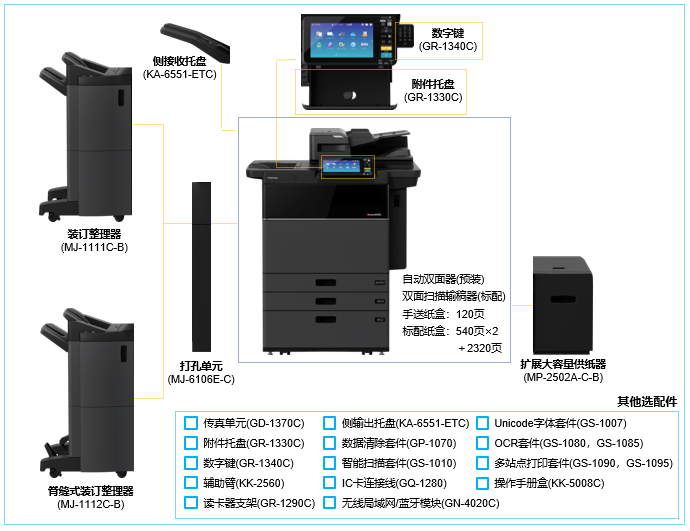 数字键
(GR-1340C)
侧接收托盘
(KA-6551-ETC)
附件托盘
(GR-1330C)
装订整理器
(MJ-1111C-B)
自动双面器(预装)
双面扫描输稿器(标配)
手送纸盒：120页
标配纸盒：540页×2
＋2320页
打孔单元
(MJ-6106E-C)
扩展大容量供纸器
(MP-2502A-C-B)
鞍缝式装订整理器
(MJ-1112C-B)
其他选配件
传真单元(GD-1370C)
侧输出托盘(KA-6551-ETC)
Unicode字体套件(GS-1007)
附件托盘(GR-1330C)
数据清除套件(GP-1070)
OCR套件(GS-1080，GS-1085)
数字键(GR-1340C)
智能扫描套件(GS-1010)
多站点打印套件(GS-1090，GS-1095)
辅助臂(KK-2560)
IC卡连接线(GQ-1280)
操作手册盒(KK-5008C)
读卡器支架(GR-1290C)
无线局域网/蓝牙模块(GN-4020C)